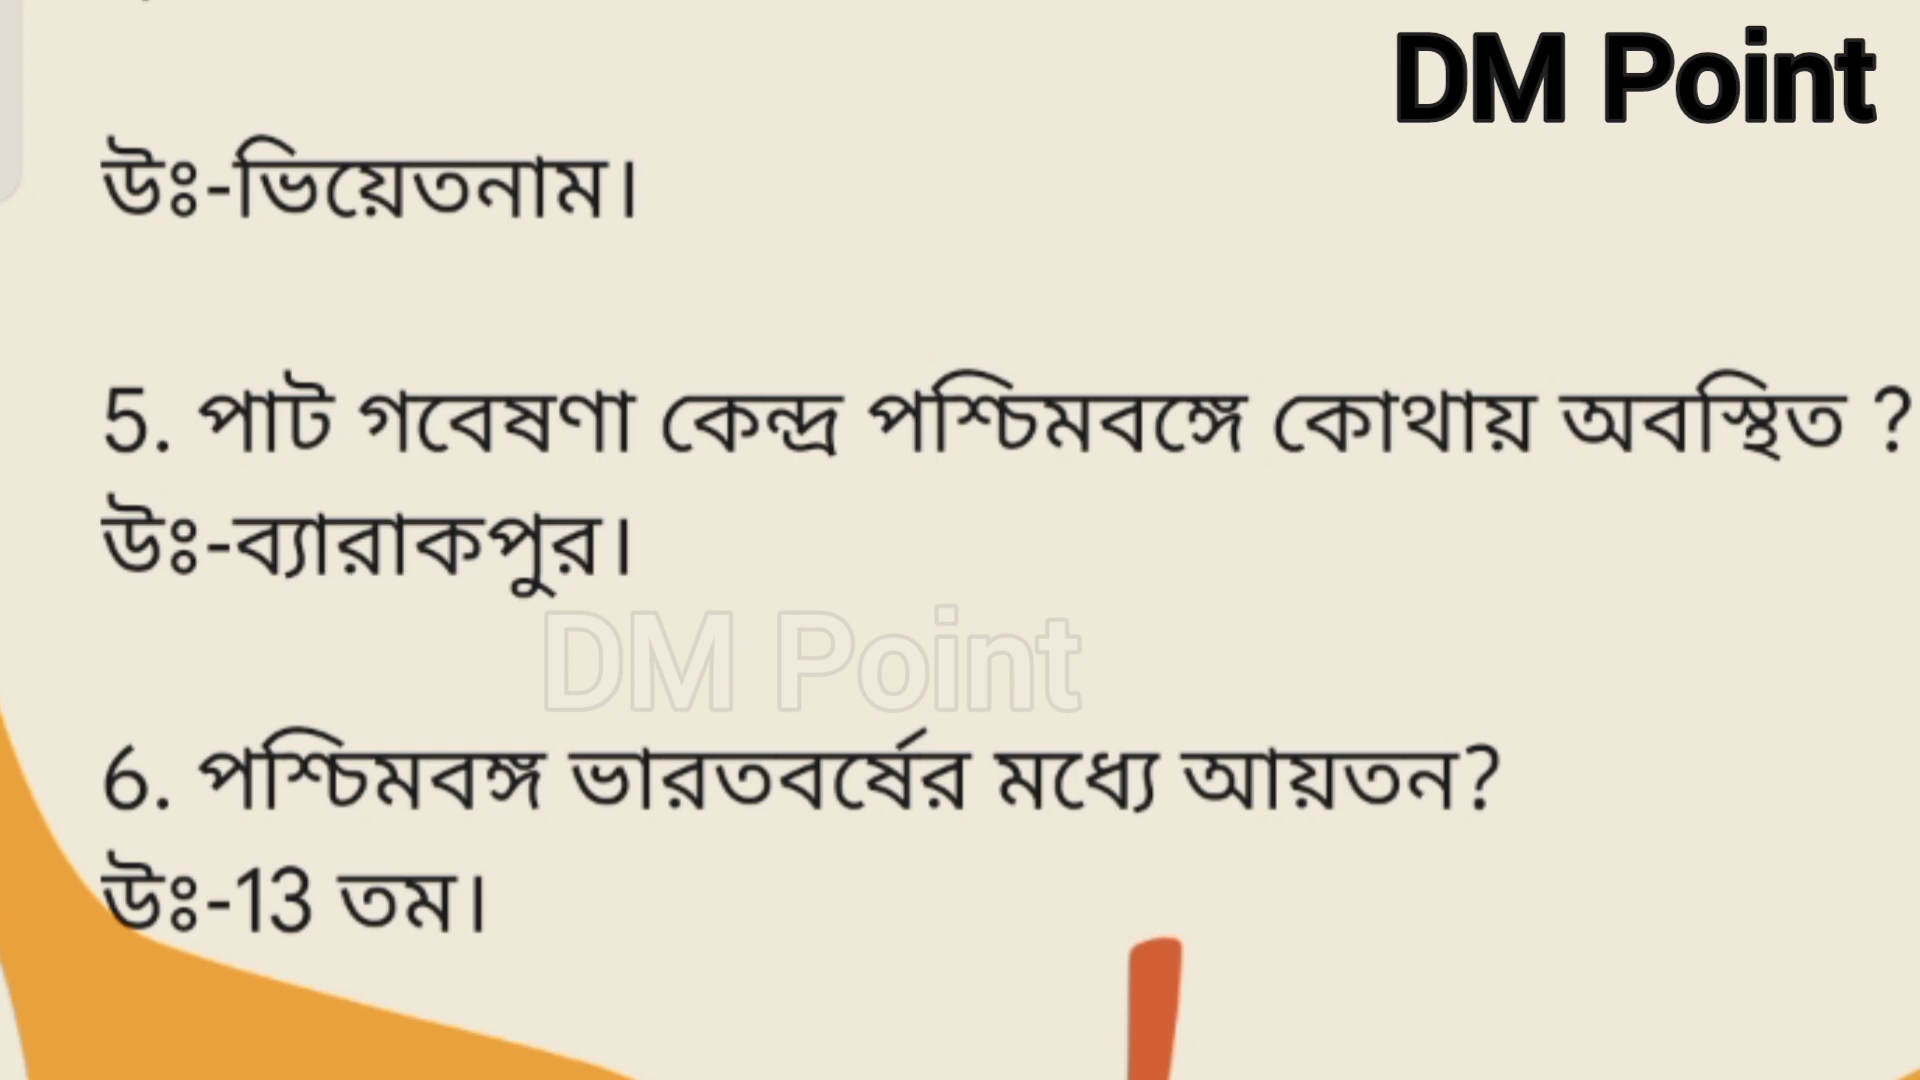 DM Point
উঃ-ভিয়েতনাম।
5. পাট গবেষণা কেন্দ্র পশ্চিমবঙ্গে কোথায় অবস্থিত ?
উঃ-ব্যারাকপুর।
DM Point
6. পশ্চিমবঙ্গ ভারতবর্ষের মধ্যে আয়তন?
উঃ-13 তম।